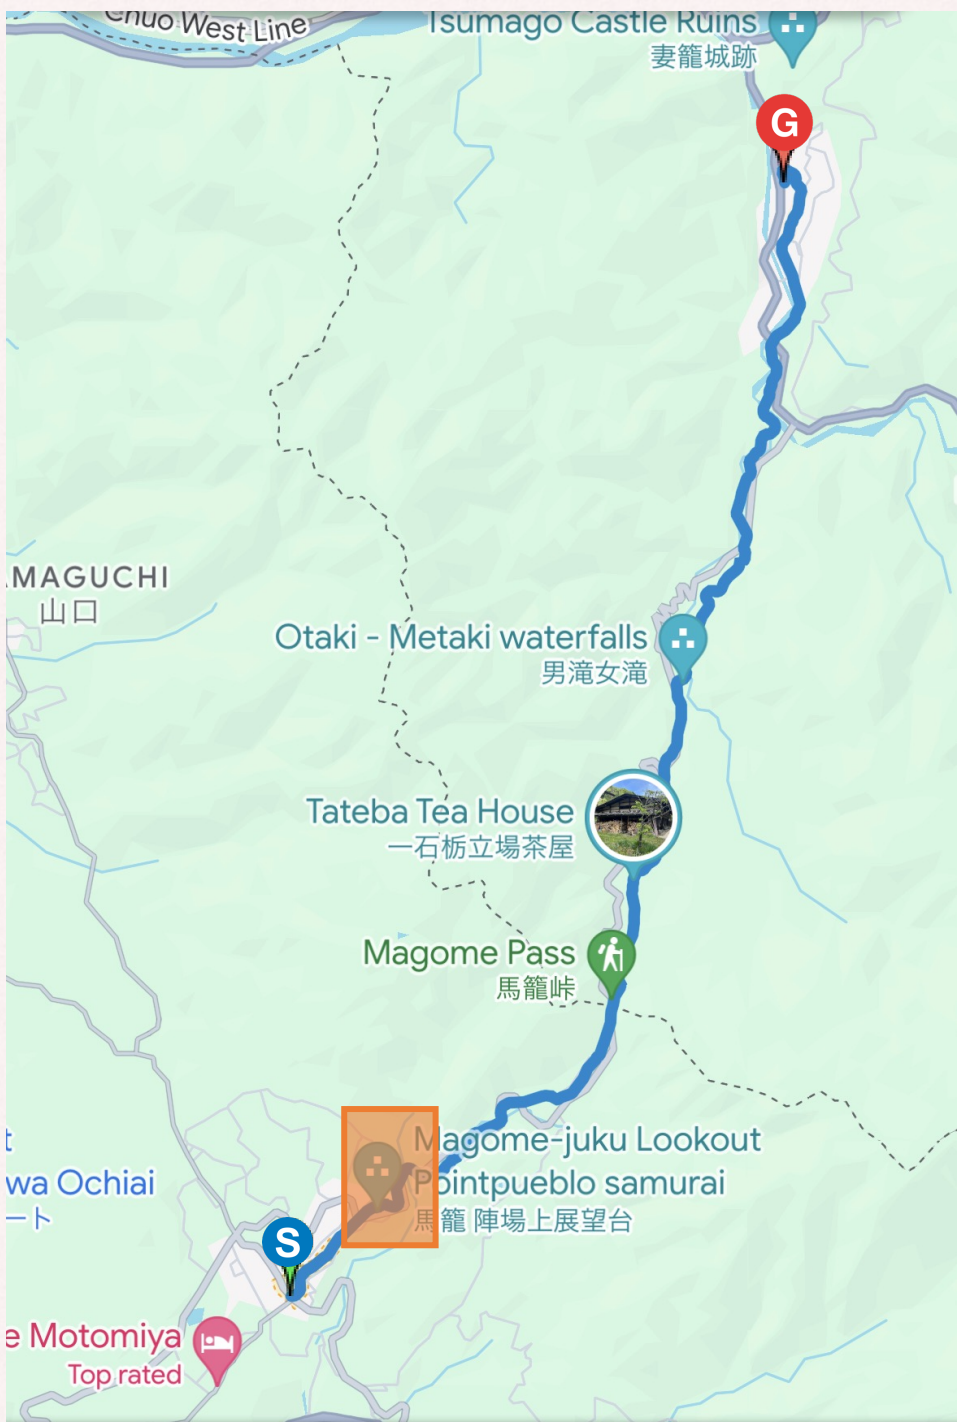 Chuo West Line
Tsumago Castle Ruins
妻籠城跡
G
AMAGUCHI
山口
Otaki - Metaki waterfalls
男滝女滝
Tateba Tea House
一石栃立場茶屋
Magome Pass
馬籠峠
Magome-juku Lookout
Pointpueblo samurai
馬籠 陣場上展望台
t
wa Ochiai
ート
S
e Motomiya
Top rated